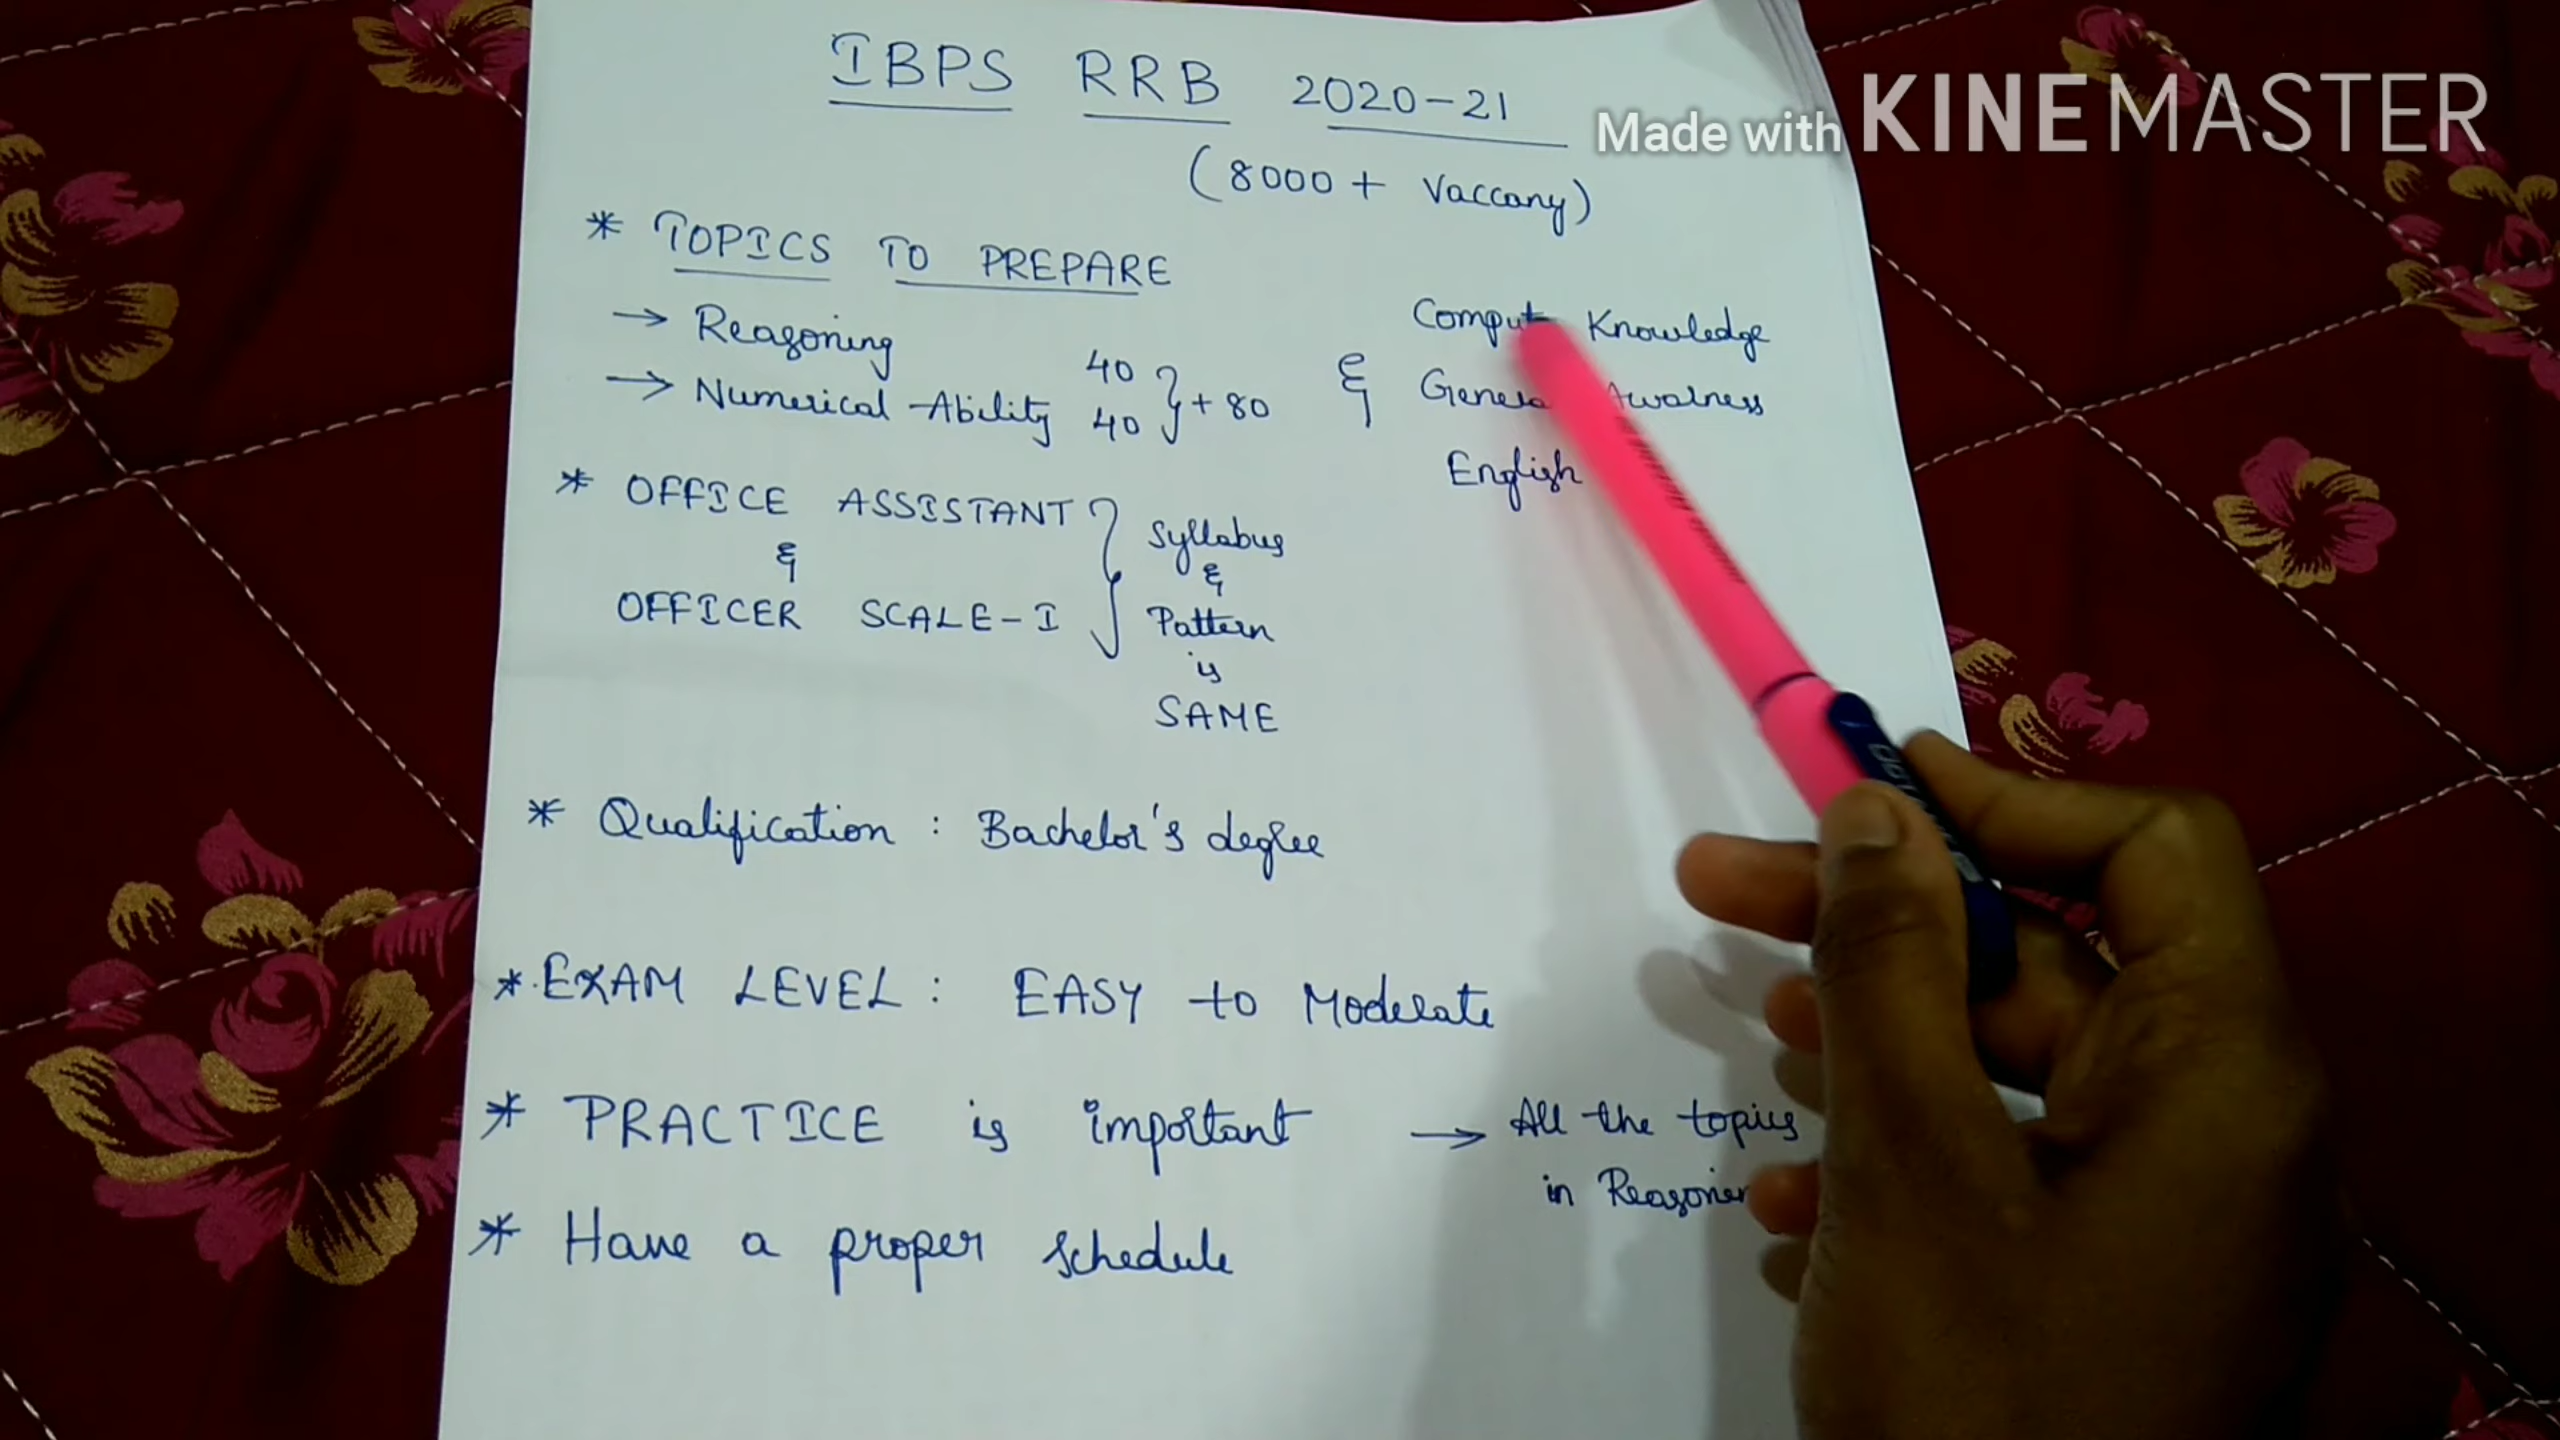 IBPS RRB 2020-21
Made with KINEMASTER
(8000 + Vaccany)
* TOPICS TO PREPARE
→ Reasoning 40
→ Numerical Ability 40 } + 80
& Comput Knowledge
Genera Awarness
English
* OFFICE ASSISTANT
&
OFFICER SCALE-I
} Syllabus
&
Pattern
is
SAME
* Qualification : Bachelor's degree
* EXAM LEVEL : EASY to Moderate
* PRACTICE is important → All the topics
in
* Have a proper schedule